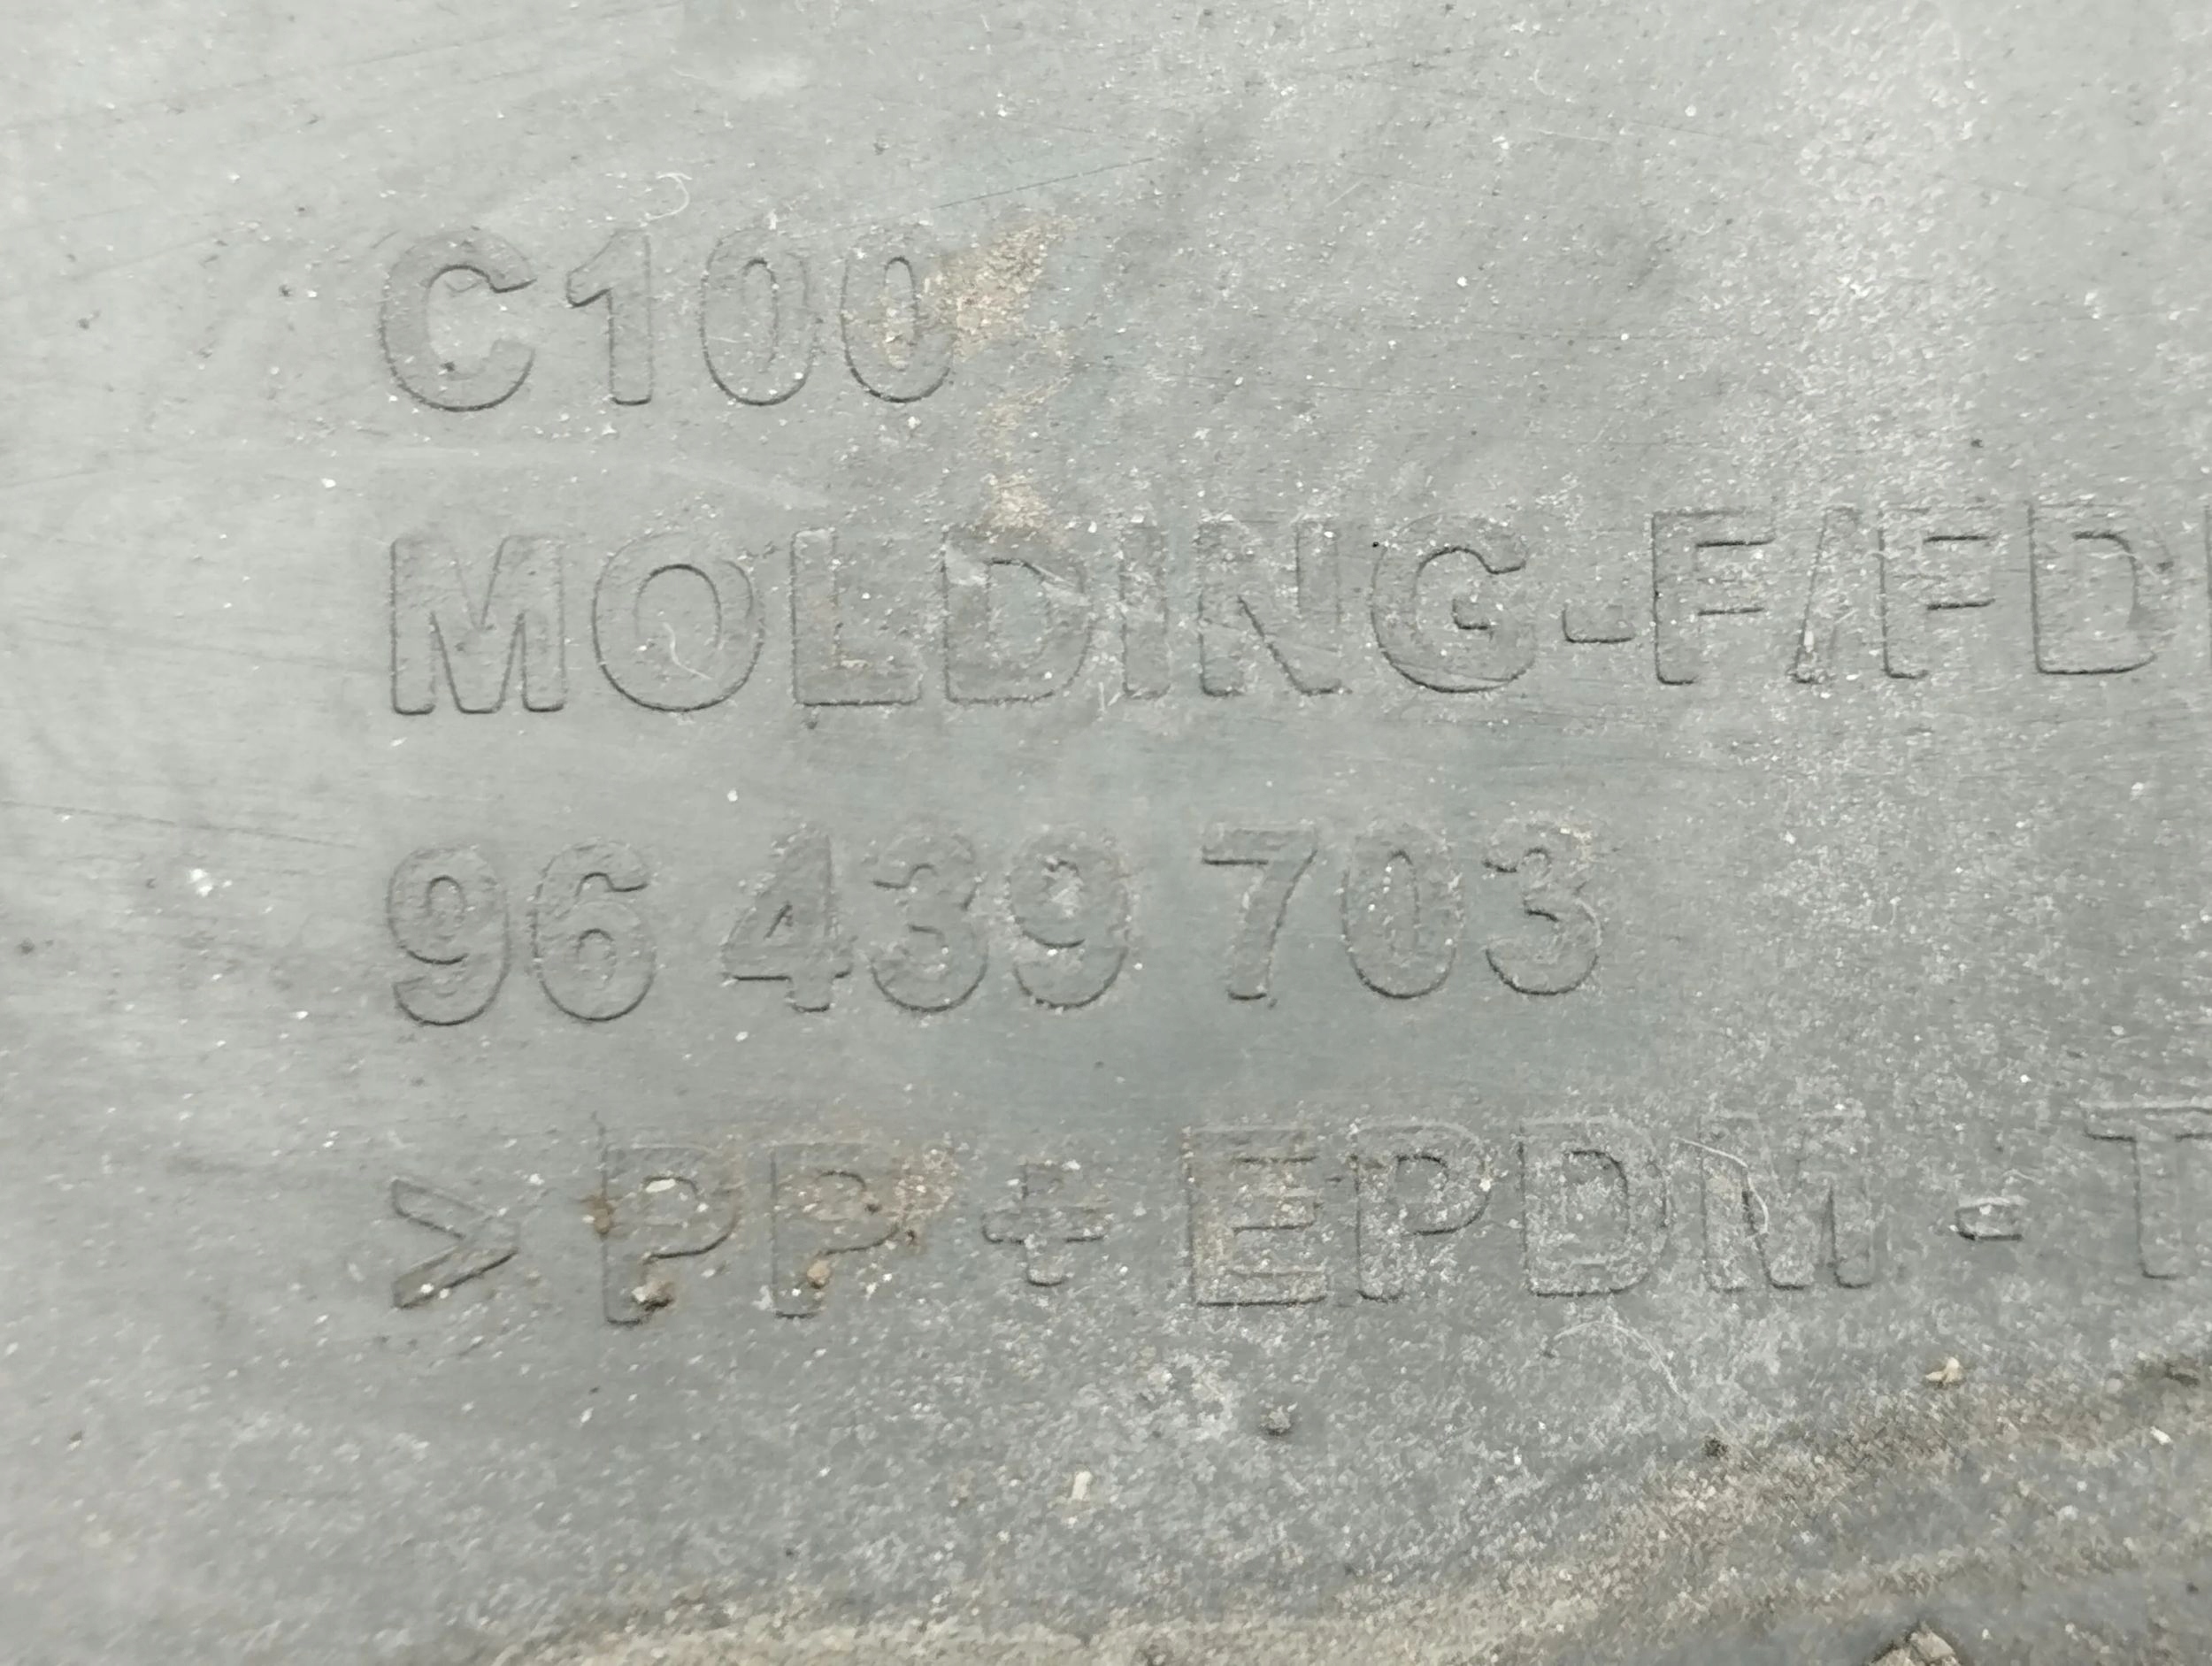 C100
MOLDING-F/FD
96 439 703
>PP + EPDM - T